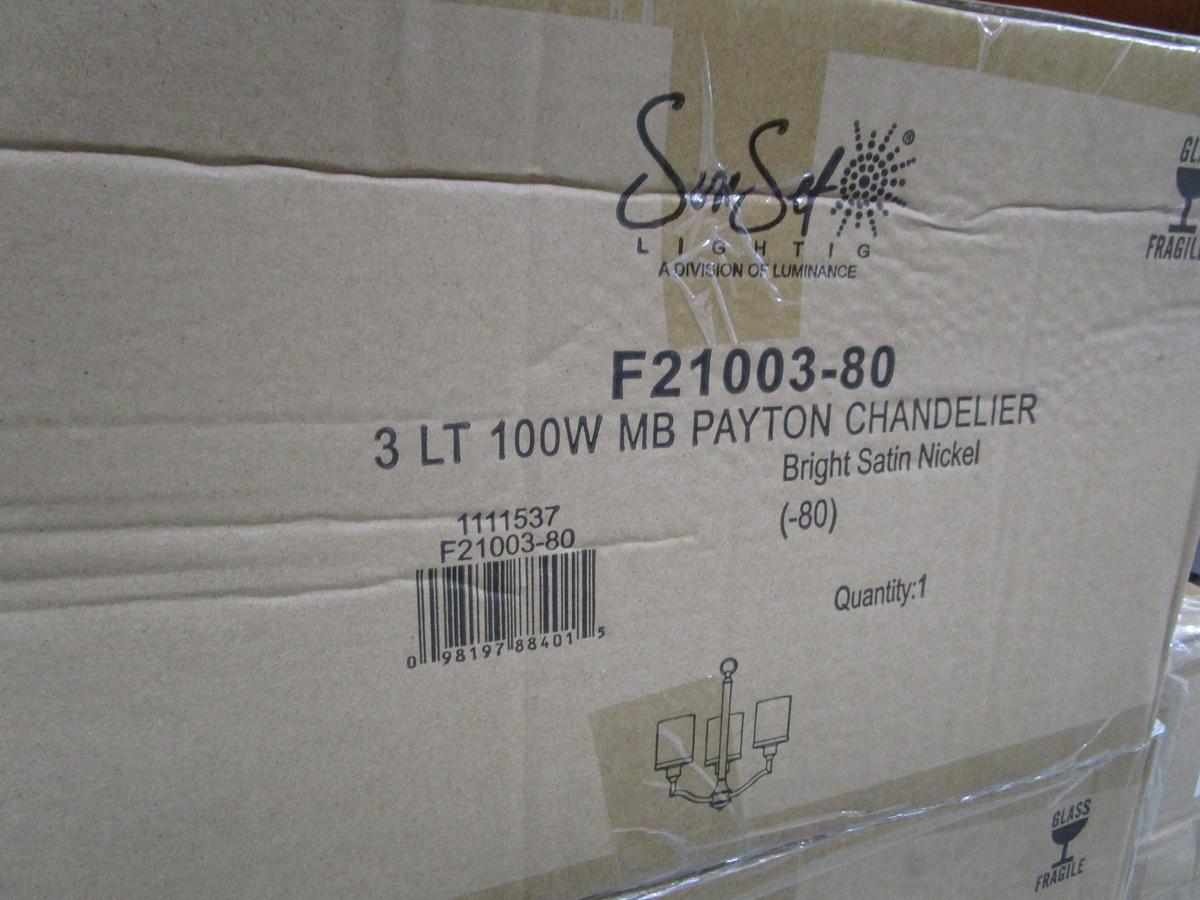 SunSet®
LIGHTIG
A DIVISION OF LUMINANCE
F21003-80
3 LT 100W MB PAYTON CHANDELIER
Bright Satin Nickel
(-80)
1111537
F21003-80
0 98197 88401 5
Quantity:1
FRAGILE
GLASS
FRAGILE